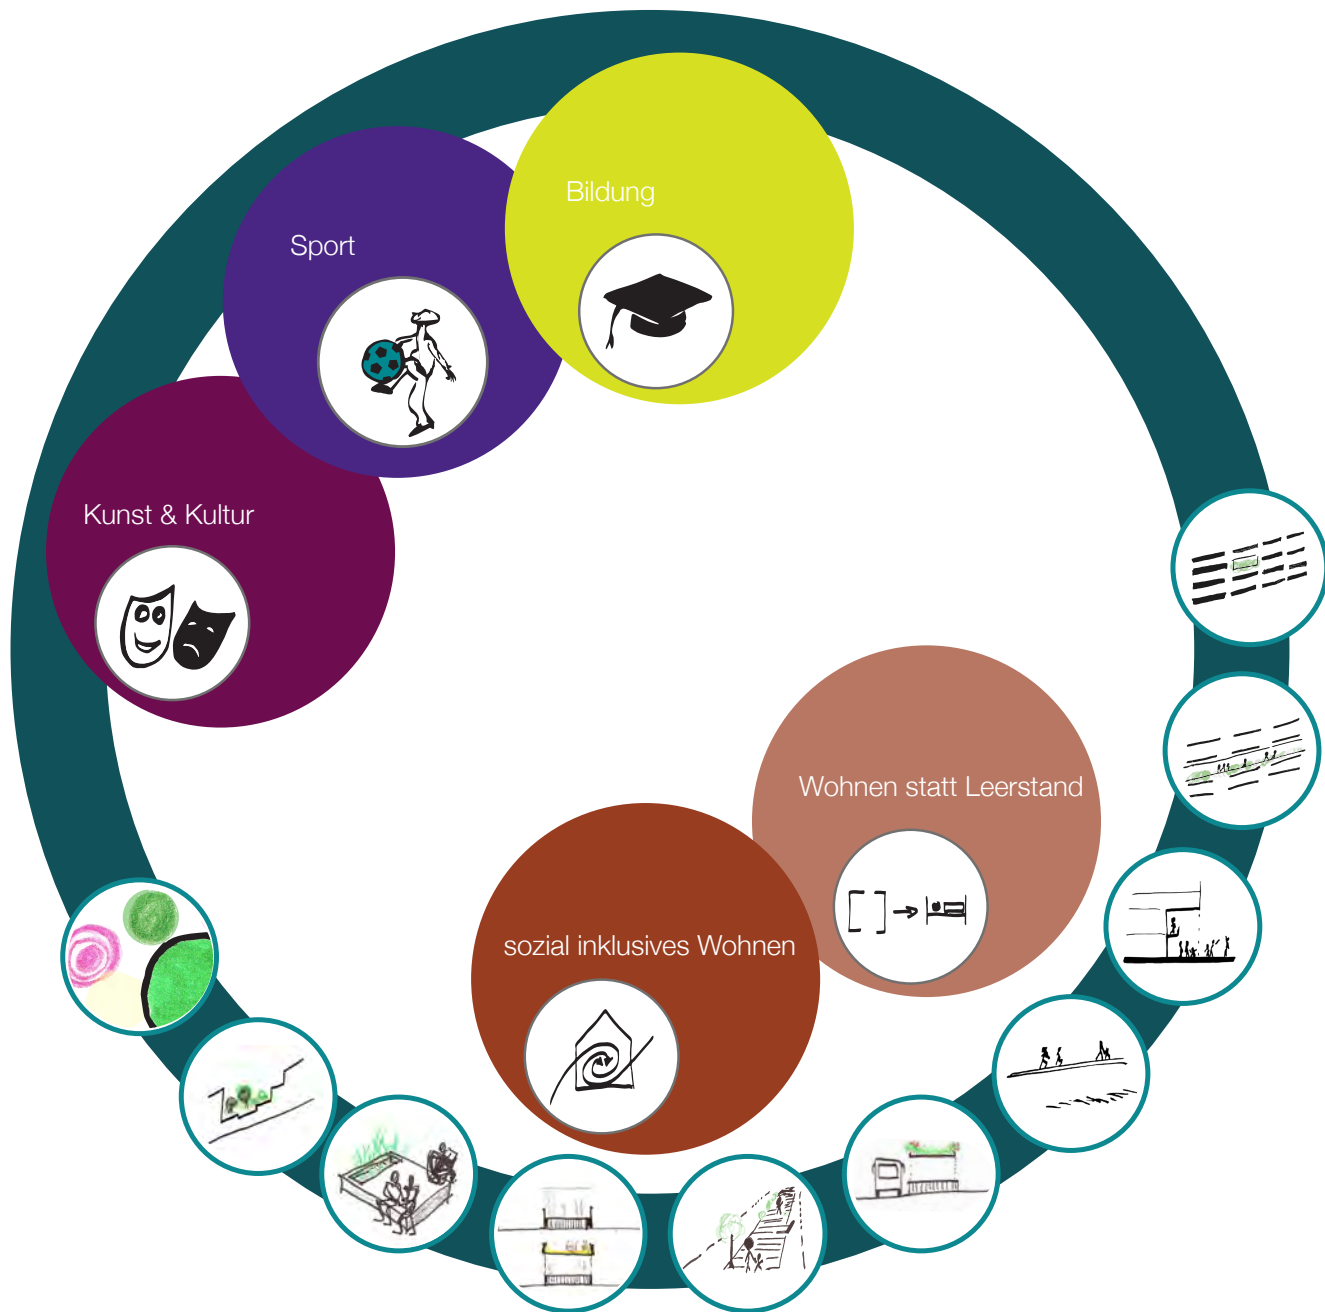 Bildung
Sport
Kunst & Kultur
Wohnen statt Leerstand
sozial inklusives Wohnen